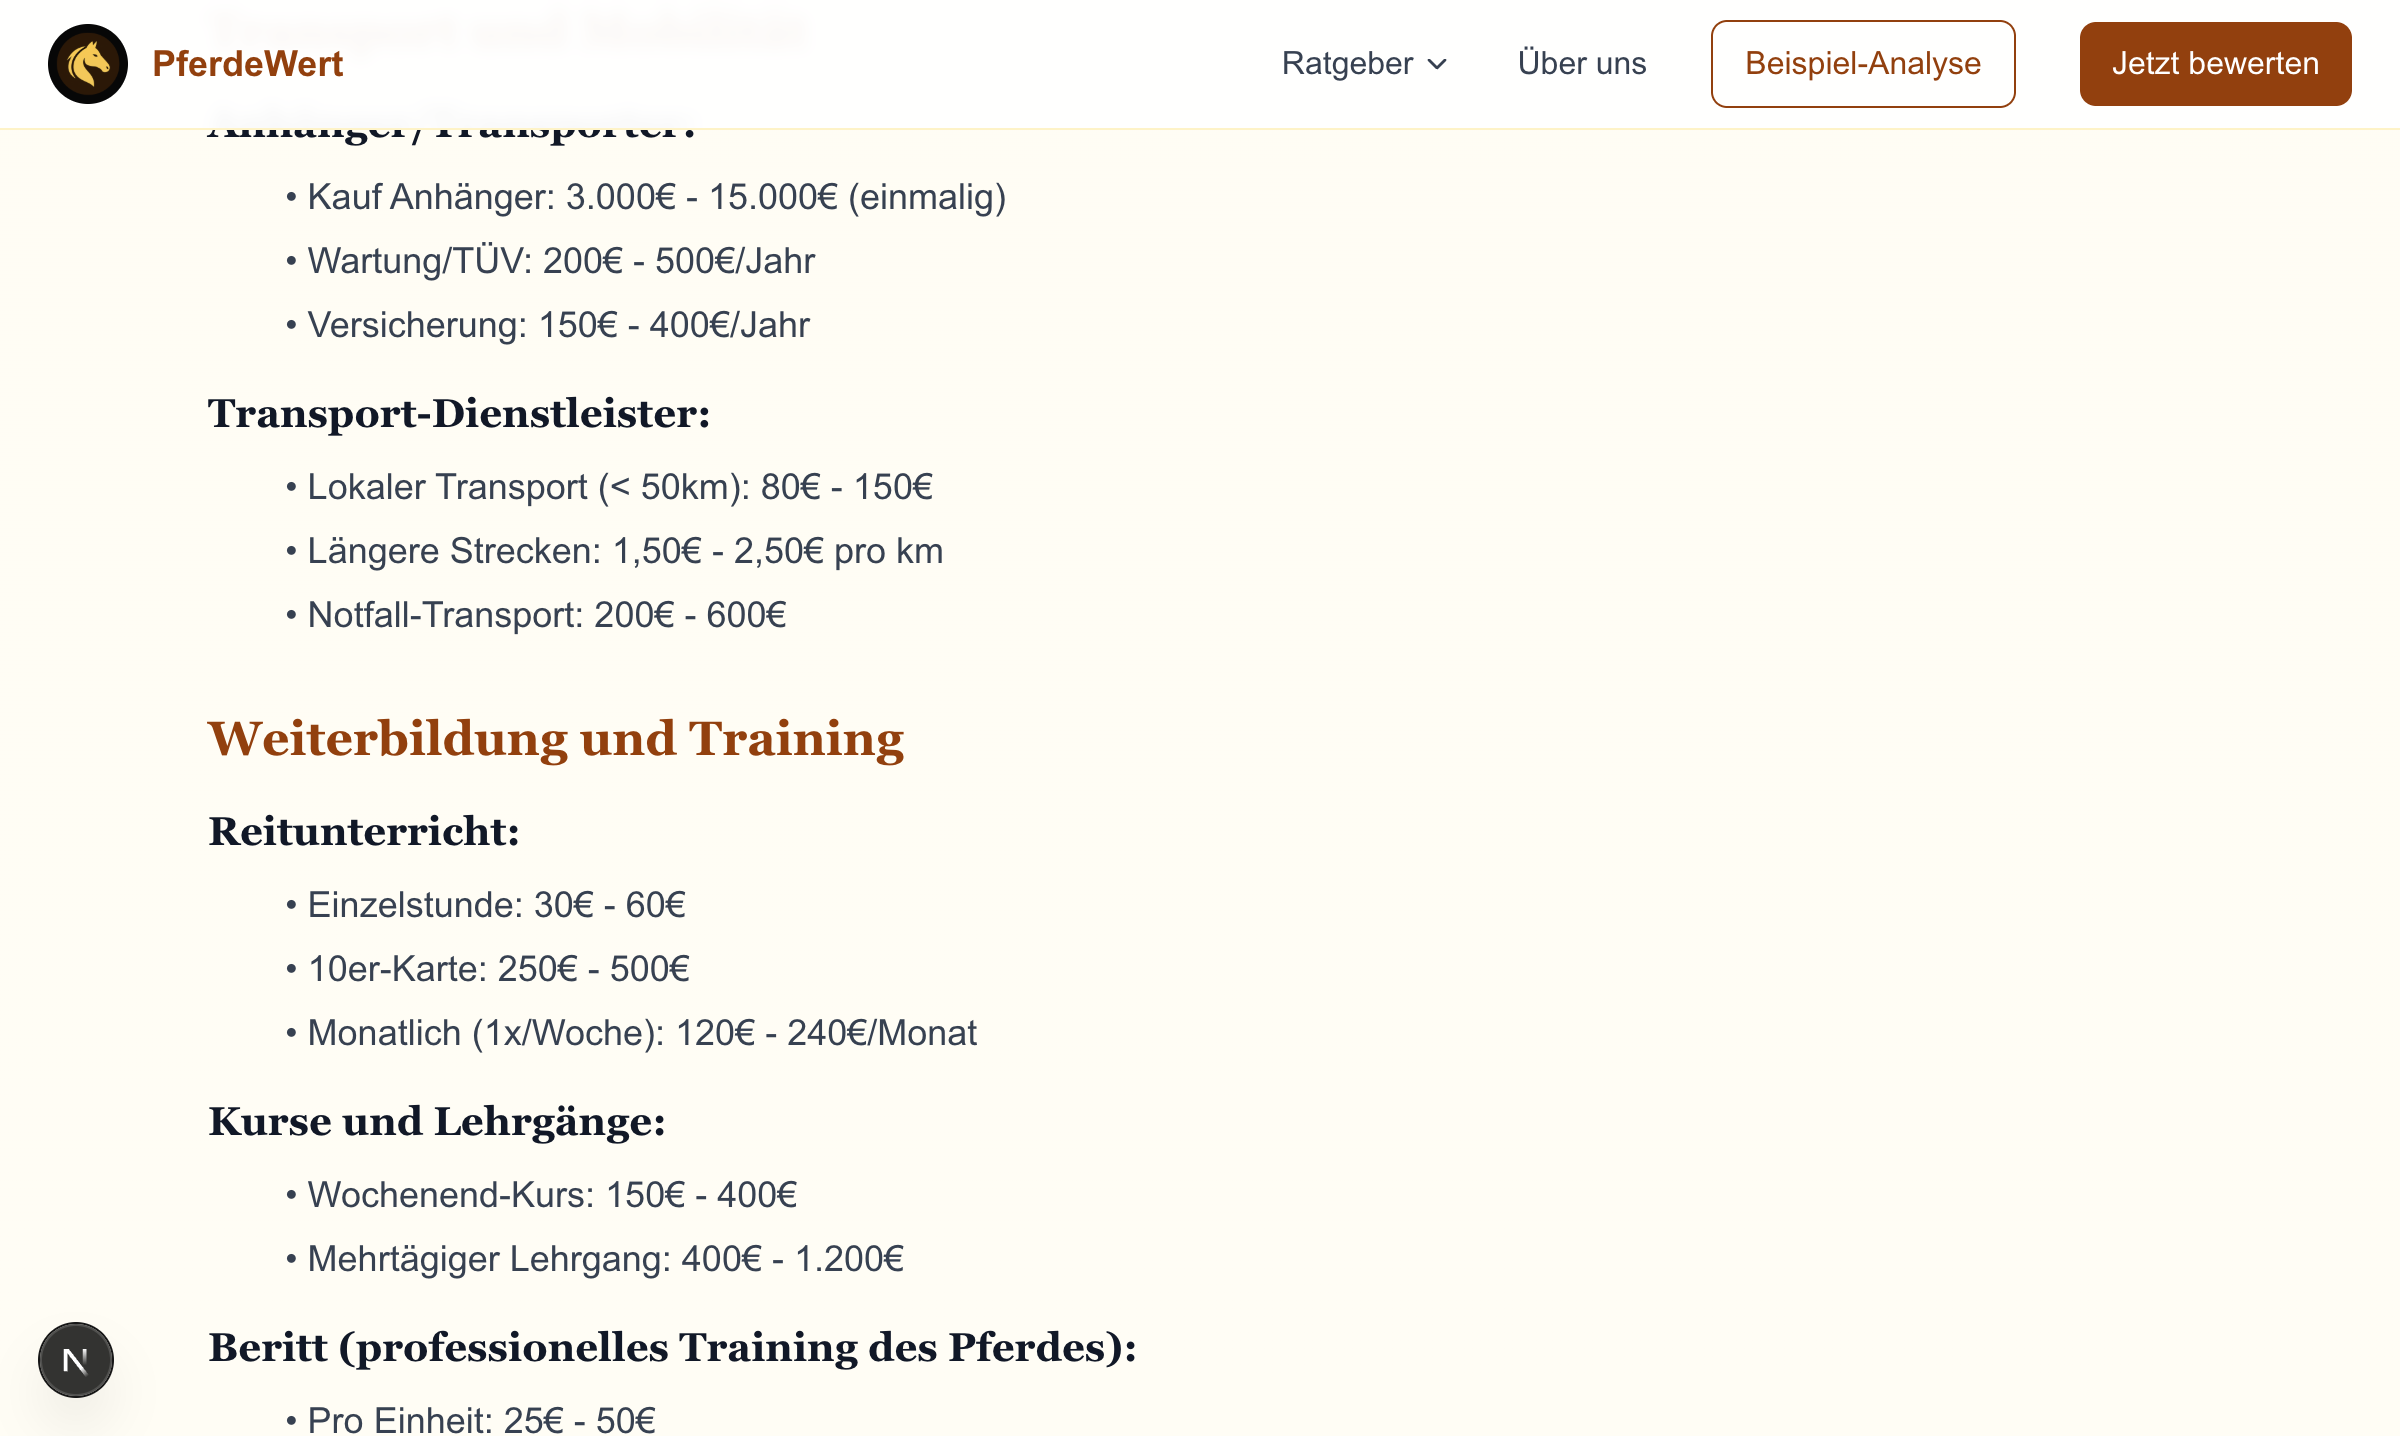 PferdeWert
Ratgeber
Über uns
Beispiel-Analyse
Jetzt bewerten
Anhänger/Transporter:
• Kauf Anhänger: 3.000€ - 15.000€ (einmalig)
• Wartung/TÜV: 200€ - 500€/Jahr
• Versicherung: 150€ - 400€/Jahr
Transport-Dienstleister:
• Lokaler Transport (< 50km): 80€ - 150€
• Längere Strecken: 1,50€ - 2,50€ pro km
• Notfall-Transport: 200€ - 600€
Weiterbildung und Training
Reitunterricht:
• Einzelstunde: 30€ - 60€
• 10er-Karte: 250€ - 500€
• Monatlich (1x/Woche): 120€ - 240€/Monat
Kurse und Lehrgänge:
• Wochenend-Kurs: 150€ - 400€
• Mehrtägiger Lehrgang: 400€ - 1.200€
Beritt (professionelles Training des Pferdes):
• Pro Einheit: 25€ - 50€
N